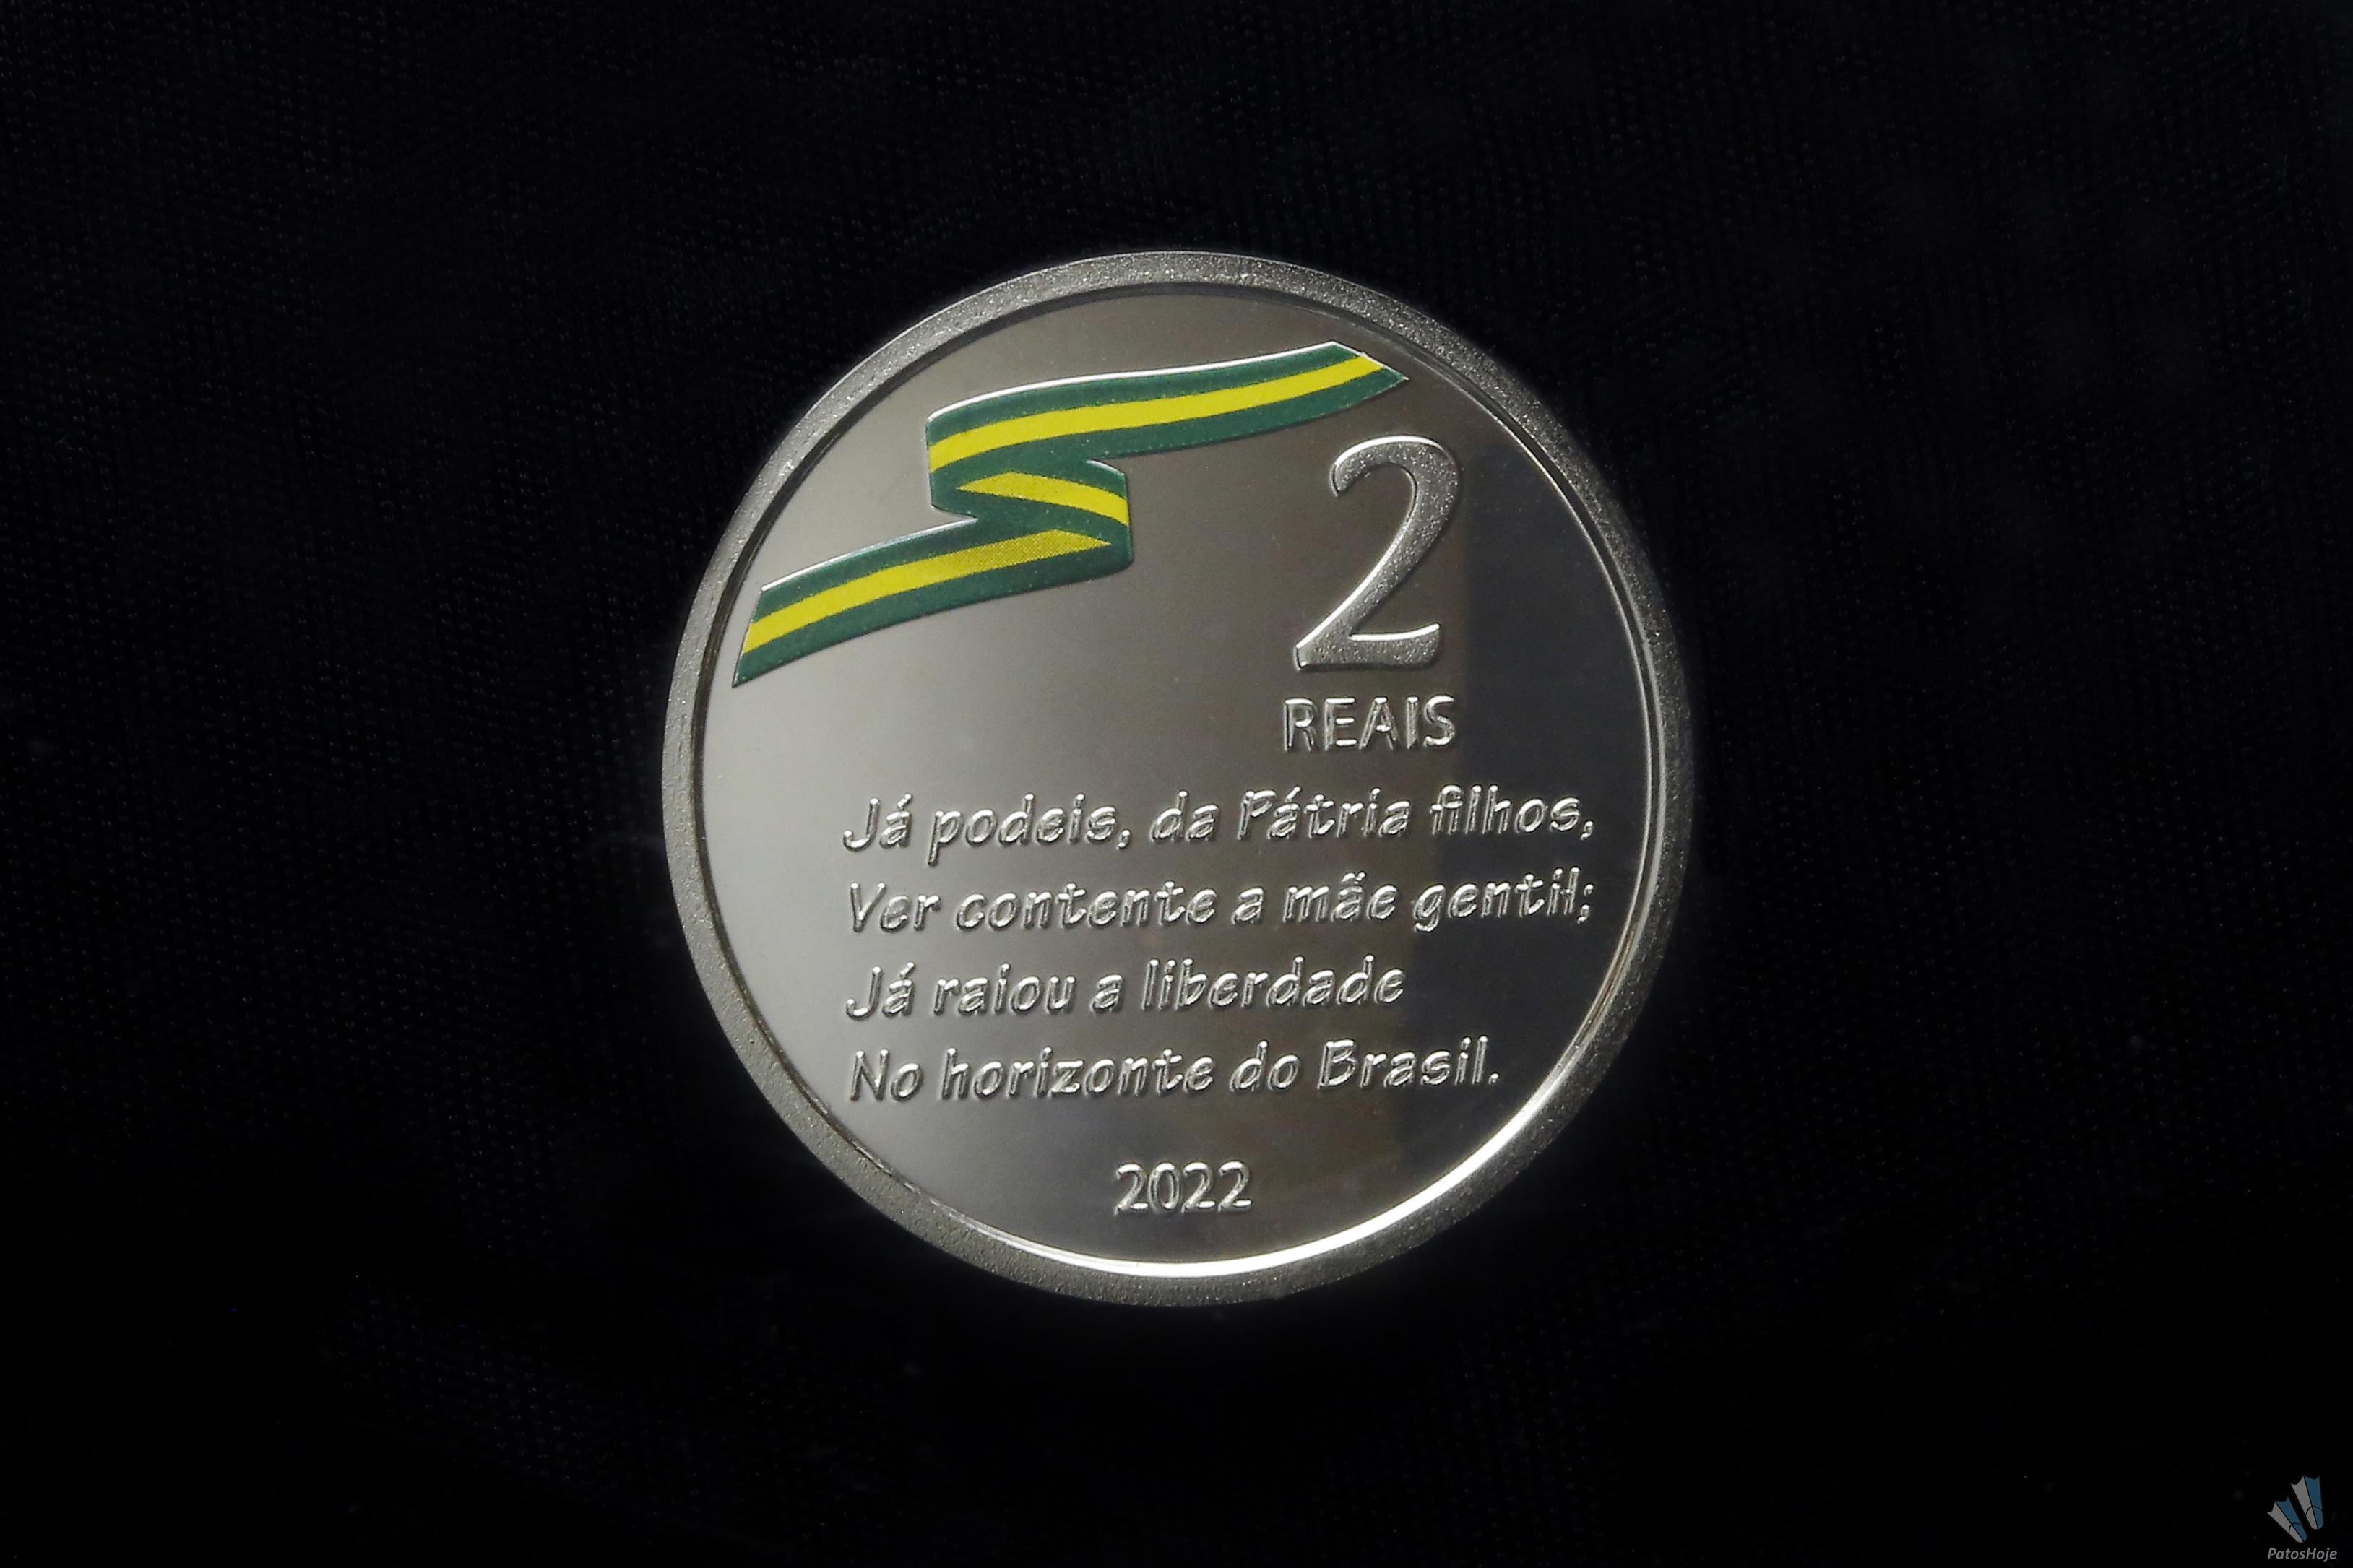 2
REAIS
Já podeis, da Pátria filhos,
Ver contente a mãe gentil;
Já raiou a liberdade
No horizonte do Brasil.
2022
PatosHoje